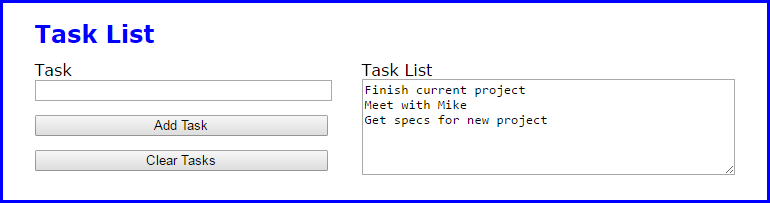 Task List
Task
Add Task
Clear Tasks
Task List
Finish current project
Meet with Mike
Get specs for new project